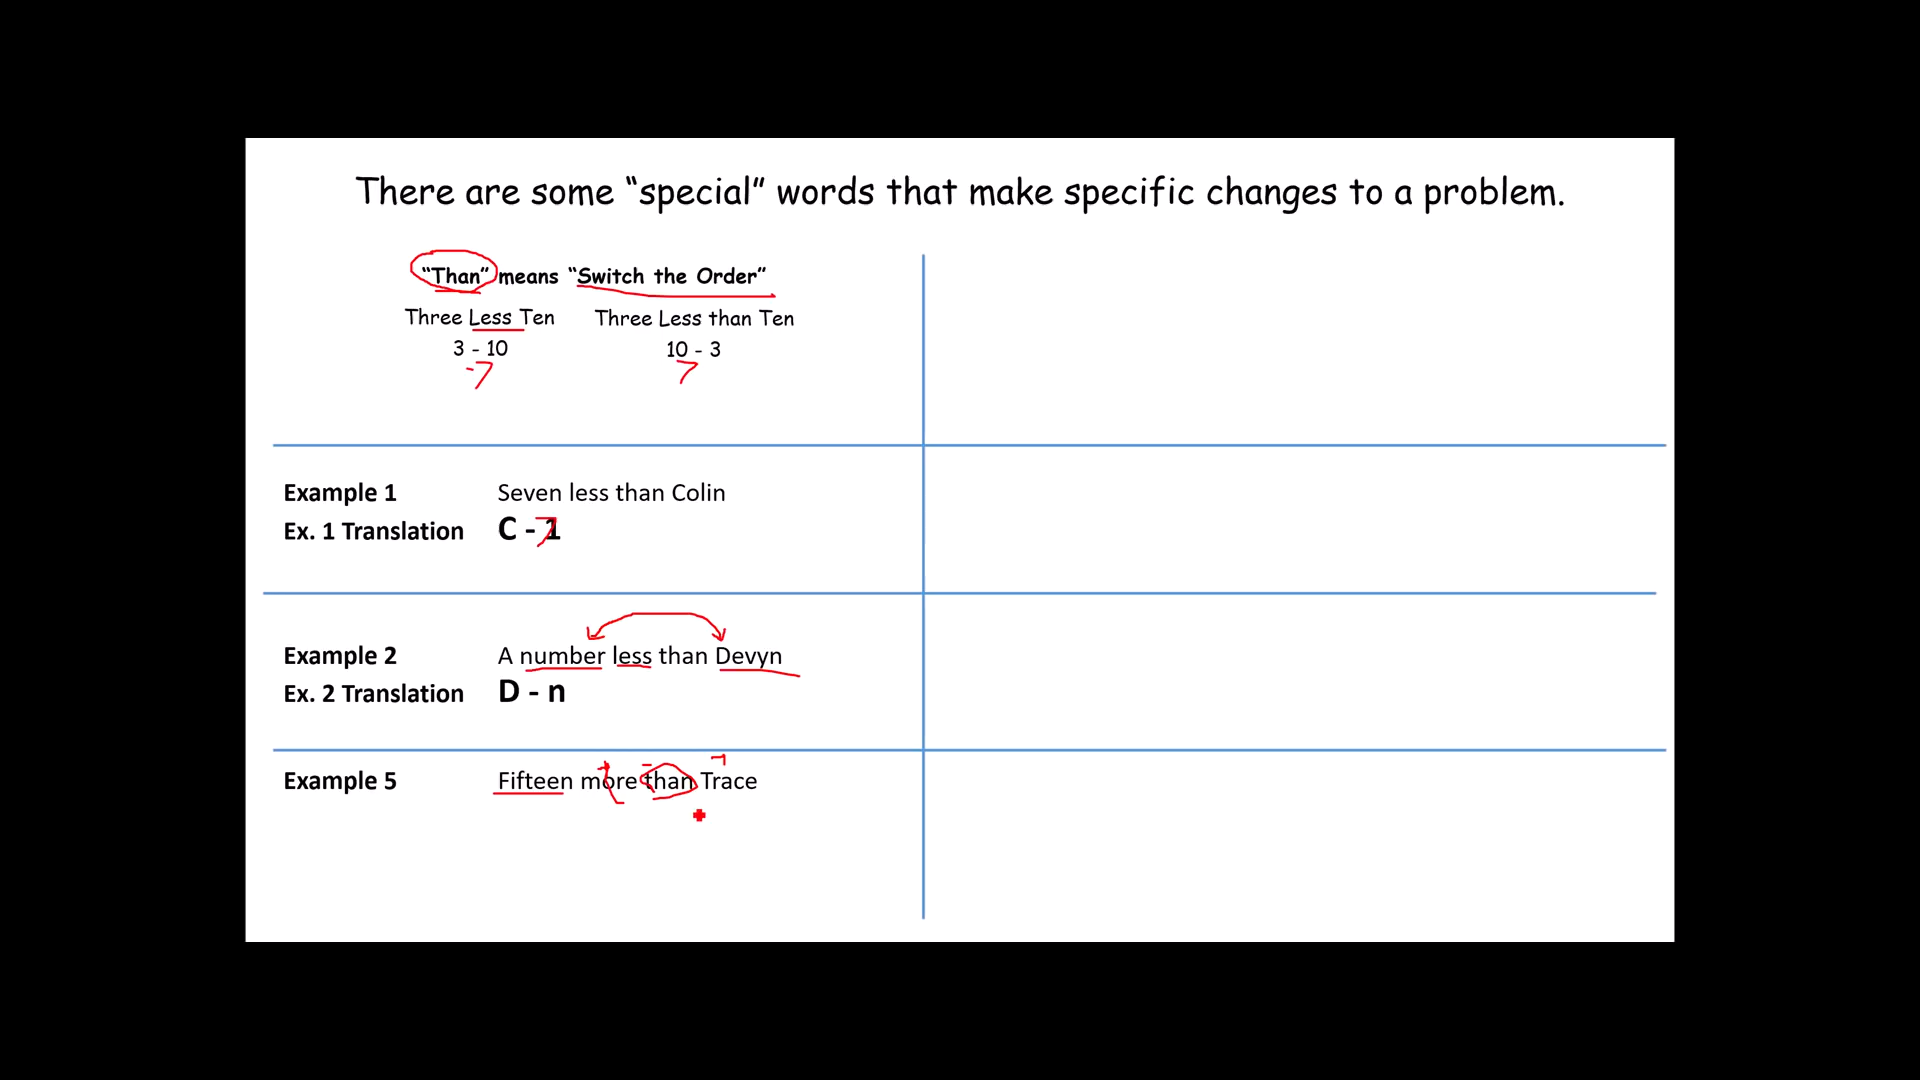 There are some “special” words that make specific changes to a problem.
“Than” means “Switch the Order”
Three Less Ten Three Less than Ten
3 - 10 10 - 3
-7 7
Example 1 Seven less than Colin
Ex. 1 Translation C - 7
Example 2 A number less than Devyn
Ex. 2 Translation D - n
Example 5 Fifteen more than Trace